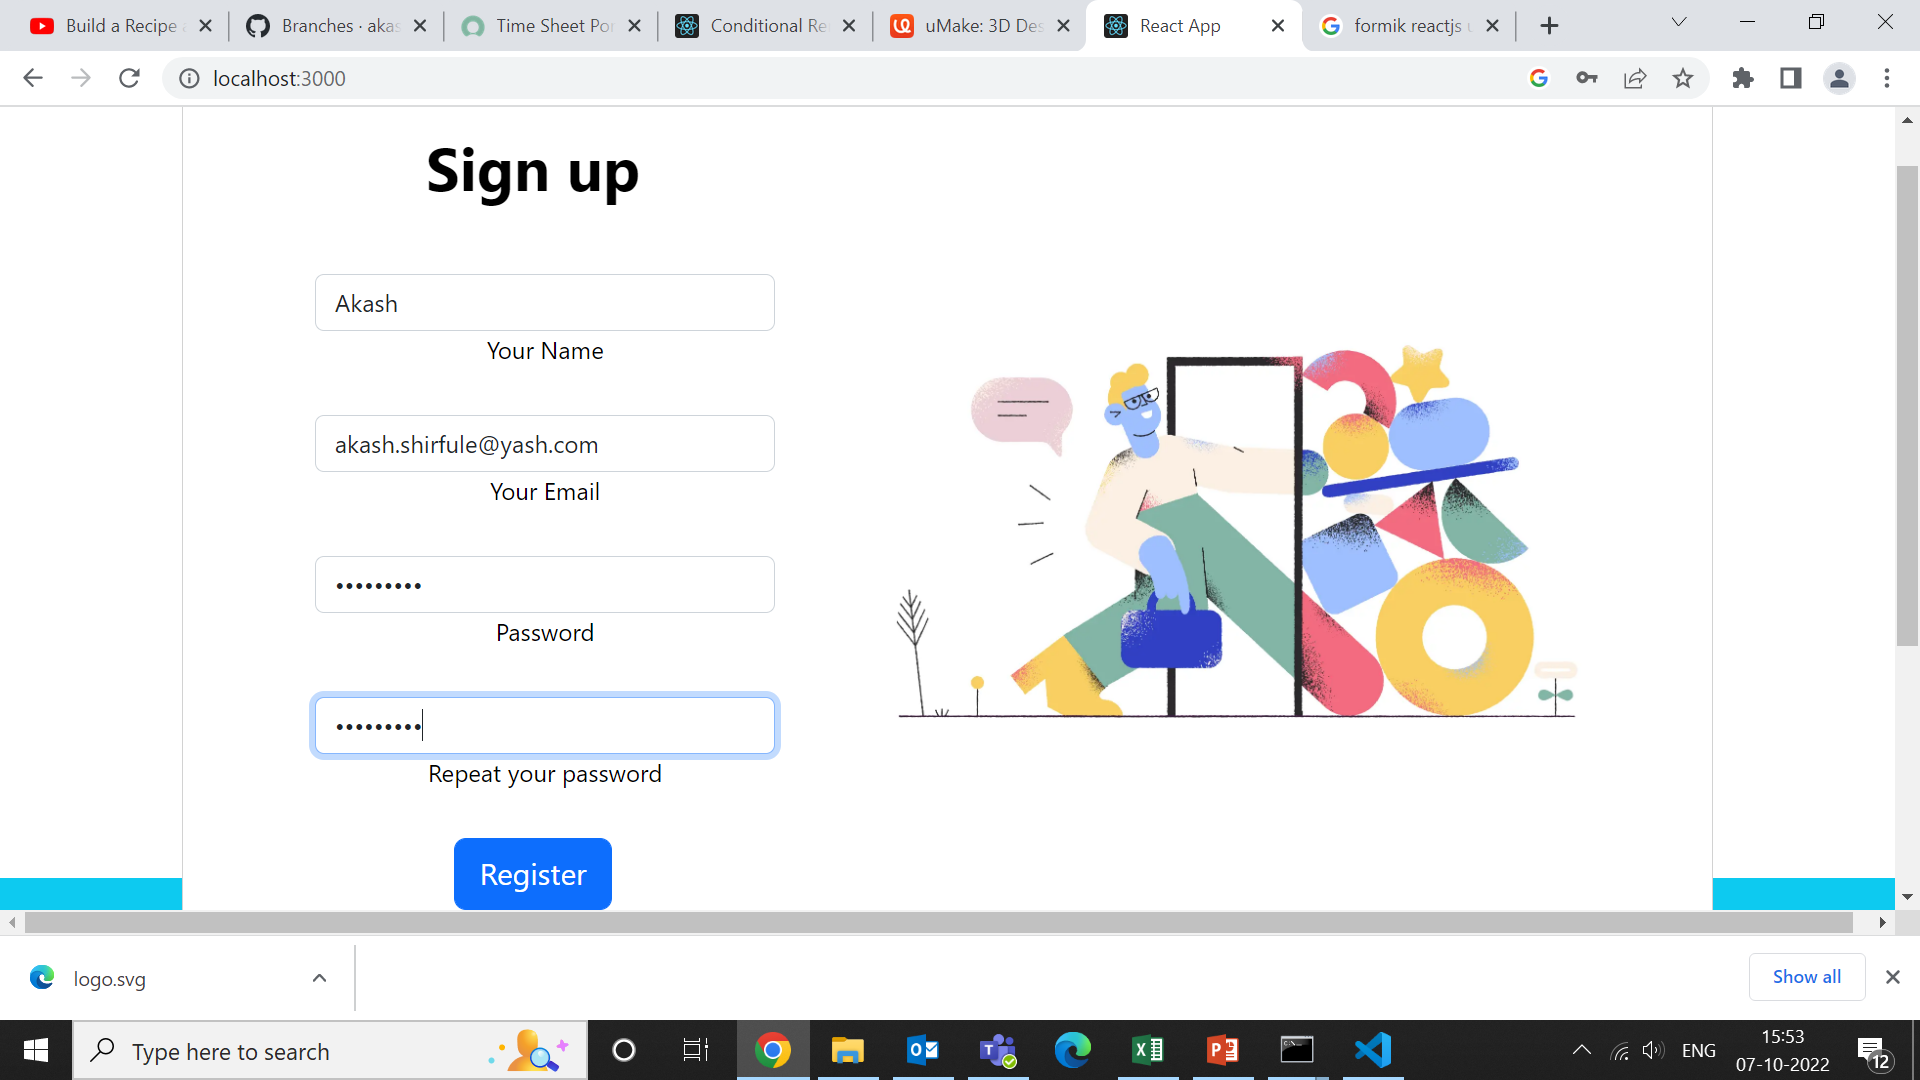 Build a Recipe a
Branches · akas
Time Sheet Por
Conditional Re
uMake: 3D Des
React App
formik reactjs u
localhost:3000
Sign up
Akash
Your Name
akash.shirfule@yash.com
Your Email
•••••••••
Password
•••••••••
Repeat your password
Register
logo.svg
Show all
Type here to search
ENG
15:53
07-10-2022
12